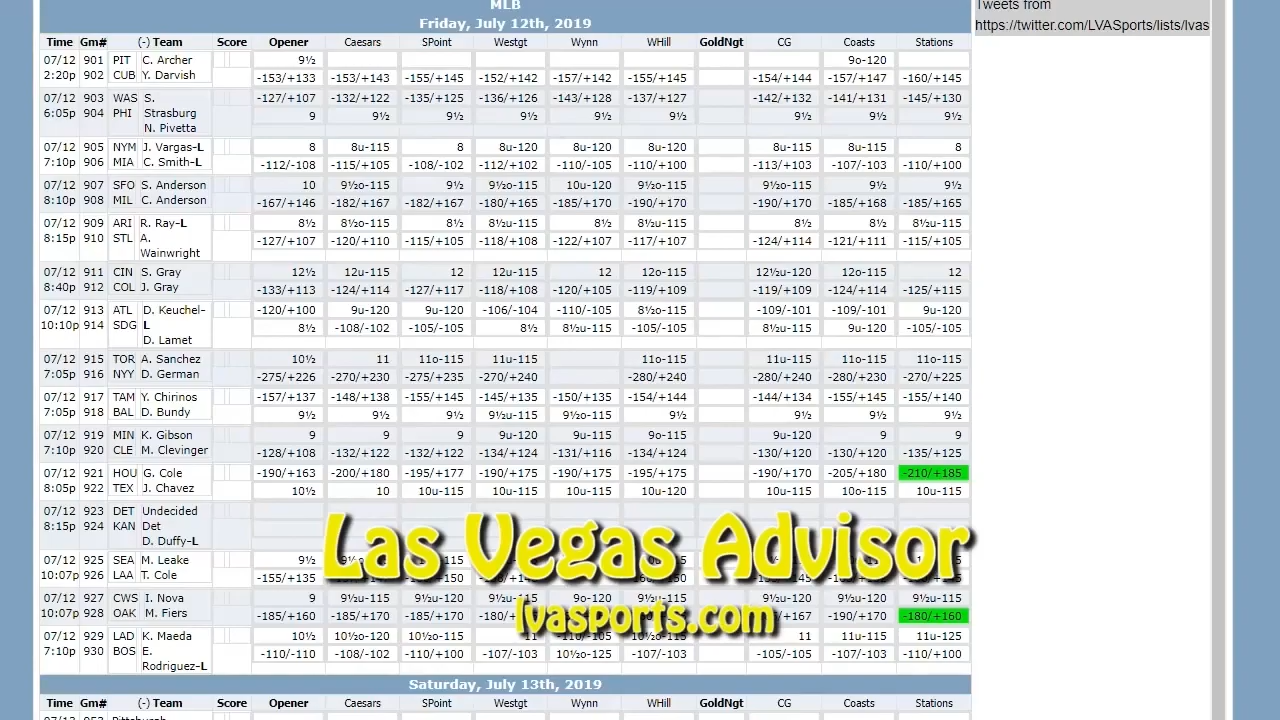 MLB
Tweets from
Friday, July 12th, 2019
https://twitter.com/LVASports/lists/lvas
Time Gm# (-) Team Score Opener Caesars SPoint Westgt Wynn WHill GoldNgt CG Coasts Stations
07/12 901 PIT C. Archer 9½ 9o-120
2:20p 902 CUB Y. Darvish -153/+133 -153/+143 -155/+145 -152/+142 -157/+142 -155/+145 -154/+144 -157/+147 -160/+145
07/12 903 WAS S. Strasburg -127/+107 -132/+122 -135/+125 -136/+126 -143/+128 -137/+127 -142/+132 -141/+131 -145/+130
6:05p 904 PHI N. Pivetta 9 9½ 9½ 9½ 9½ 9½ 9½ 9½ 9½
07/12 905 NYM J. Vargas-L 8 8u-115 8 8u-120 8u-120 8u-120 8u-115 8u-115 8
7:10p 906 MIA C. Smith-L -112/-108 -115/+105 -108/-102 -112/+102 -110/-105 -110/+100 -113/+103 -107/-103 -110/+100
07/12 907 SFO S. Anderson 10 9½o-115 9½ 9½o-115 10u-120 9½o-115 9½o-115 9½ 9½
8:10p 908 MIL C. Anderson -167/+146 -182/+167 -182/+167 -180/+165 -185/+170 -190/+170 -190/+170 -185/+168 -185/+165
07/12 909 ARI R. Ray-L 8½ 8½o-115 8½ 8½u-115 8½ 8½u-115 8½ 8½ 8½u-115
8:15p 910 STL A. Wainwright -127/+107 -120/+110 -115/+105 -118/+108 -122/+107 -117/+107 -124/+114 -121/+111 -115/+105
07/12 911 CIN S. Gray 12½ 12u-115 12 12u-115 12 12o-115 12½u-120 12o-115 12
8:40p 912 COL J. Gray -133/+113 -124/+114 -127/+117 -118/+108 -120/+105 -119/+109 -119/+109 -124/+114 -125/+115
07/12 913 ATL D. Keuchel-L -120/+100 9u-120 9u-120 -106/-104 -110/-105 8½o-115 -109/-101 -109/-101 9u-120
10:10p 914 SDG D. Lamet 8½ -108/-102 -105/-105 8½ 8½u-115 -105/-105 8½u-115 9u-120 -105/-105
07/12 915 TOR A. Sanchez 10½ 11 11o-115 11u-115 11o-115 11u-115 11o-115 11o-115
7:05p 916 NYY D. German -275/+226 -270/+230 -275/+235 -270/+240 -280/+240 -280/+240 -280/+230 -270/+225
07/12 917 TAM Y. Chirinos -157/+137 -148/+138 -155/+145 -145/+135 -150/+135 -154/+144 -144/+134 -155/+145 -155/+140
7:05p 918 BAL D. Bundy 9½ 9½ 9½ 9½u-115 9½o-115 9½ 9½ 9½ 9½
07/12 919 MIN K. Gibson 9 9 9 9u-120 9u-115 9o-115 9u-120 9 9
7:10p 920 CLE M. Clevinger -128/+108 -132/+122 -132/+122 -134/+124 -131/+116 -134/+124 -130/+120 -130/+120 -135/+125
07/12 921 HOU G. Cole -190/+163 -200/+180 -195/+177 -190/+175 -190/+175 -195/+175 -190/+170 -205/+180 -210/+185
8:05p 922 TEX J. Chavez 10½ 10 10u-115 10u-115 10u-115 10u-120 10u-115 10o-115 10u-115
07/12 923 DET Undecided Det
8:15p 924 KAN D. Duffy-L
Las Vegas Advisor
07/12 925 SEA M. Leake 9½
10:07p 926 LAA T. Cole -155/+135
07/12 927 CWS I. Nova 9 9½u-115 9½u-115 9½u-115 9o-120 9½u-115 9½u-120 9½u-120 9½u-115
10:07p 928 OAK M. Fiers -185/+160 -185/+170 -185/+170 -190/+170 -180/+160
lvasports.com
07/12 929 LAD K. Maeda 10½ 10½o-120 10½o-115 11 -110/-105 10½o-115 11 11u-115 11u-125
7:10p 930 BOS E. Rodriguez-L -110/-110 -108/-102 -110/+100 -107/-103 10½o-125 -107/-103 -105/-105 -107/-103 -110/+100
Saturday, July 13th, 2019
Time Gm# (-) Team Score Opener Caesars SPoint Westgt Wynn WHill GoldNgt CG Coasts Stations